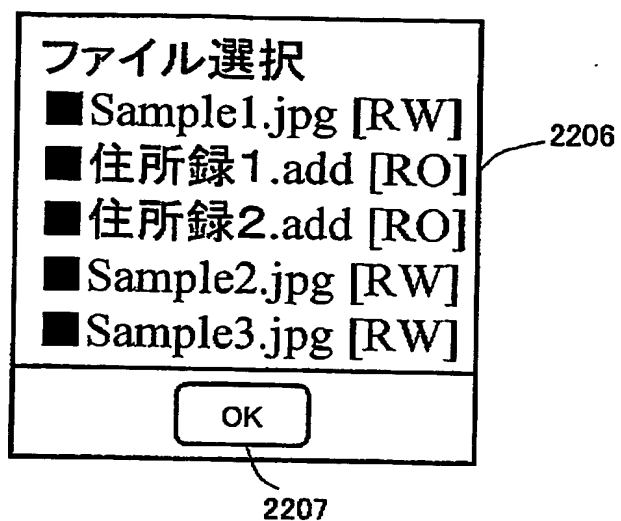 ファイル選択
■Sample1.jpg [RW]
■住所録1.add [RO]
■住所録2.add [RO]
■Sample2.jpg [RW]
■Sample3.jpg [RW]
OK
2206
2207